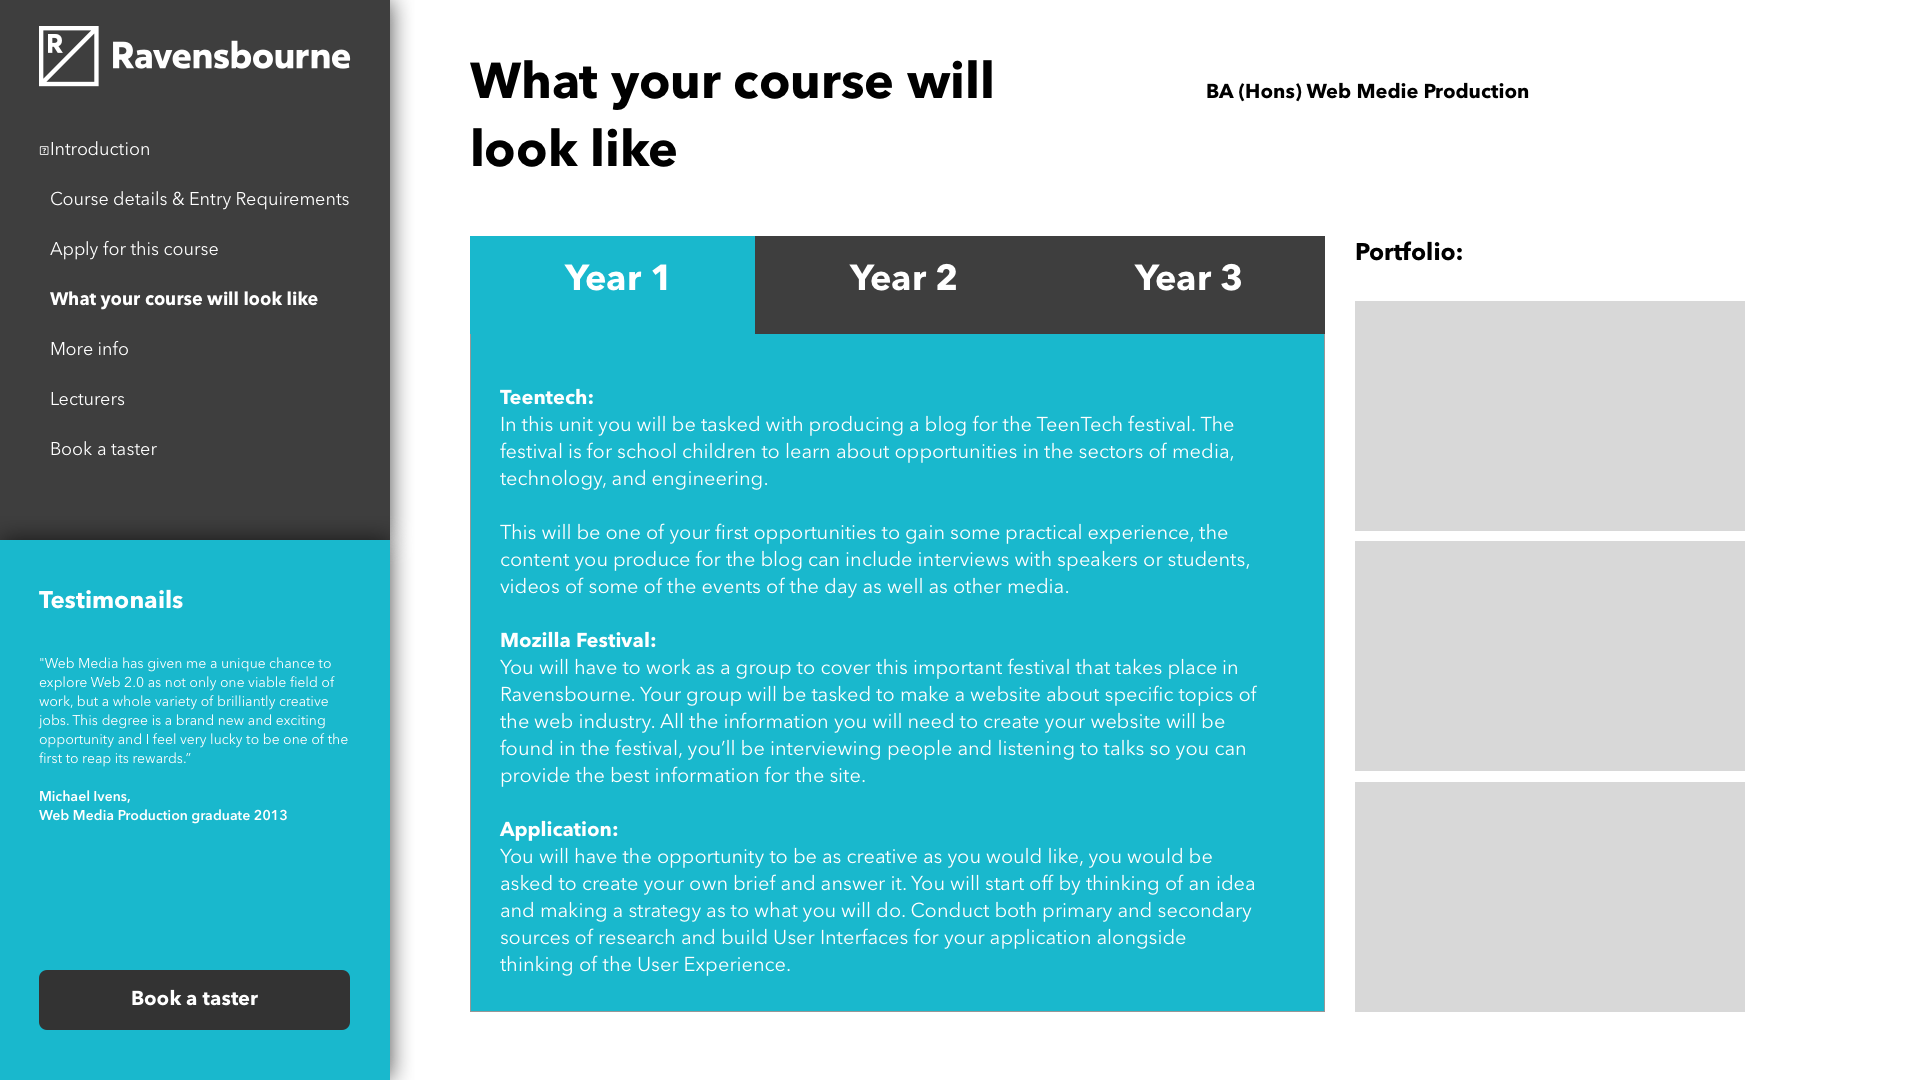 R
Ravensbourne
Introduction
Course details & Entry Requirements
Apply for this course
What your course will look like
More info
Lecturers
Book a taster
Testimonails
"Web Media has given me a unique chance to
explore Web 2.0 as not only one viable field of
work, but a whole variety of brilliantly creative
jobs. This degree is a brand new and exciting
opportunity and I feel very lucky to be one of the
first to reap its rewards.“
Michael Ivens,
Web Media Production graduate 2013
Book a taster
What your course will
look like
BA (Hons) Web Medie Production
Year 1
Year 2
Year 3
Teentech:
In this unit you will be tasked with producing a blog for the TeenTech festival. The
festival is for school children to learn about opportunities in the sectors of media,
technology, and engineering.
This will be one of your first opportunities to gain some practical experience, the
content you produce for the blog can include interviews with speakers or students,
videos of some of the events of the day as well as other media.
Mozilla Festival:
You will have to work as a group to cover this important festival that takes place in
Ravensbourne. Your group will be tasked to make a website about specific topics of
the web industry. All the information you will need to create your website will be
found in the festival, you’ll be interviewing people and listening to talks so you can
provide the best information for the site.
Application:
You will have the opportunity to be as creative as you would like, you would be
asked to create your own brief and answer it. You will start off by thinking of an idea
and making a strategy as to what you will do. Conduct both primary and secondary
sources of research and build User Interfaces for your application alongside
thinking of the User Experience.
Portfolio: